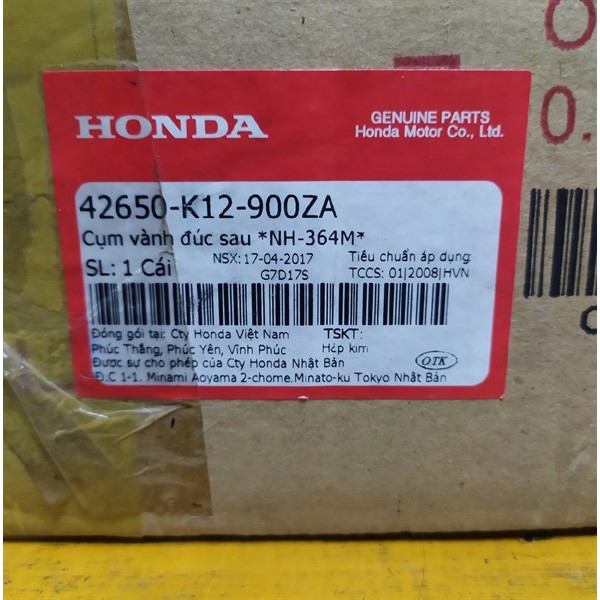 O
0.
HONDA
GENUINE PARTS
Honda Motor Co., Ltd.
42650-K12-900ZA
Cụm vành đúc sau *NH-364M*
SL: 1 Cái
NSX: 17-04-2017
G7D17S
Tiêu chuẩn áp dụng:
TCCS: 01|2008|HVN
Đóng gói tại: Cty Honda Việt Nam
TSKT:
Phúc Thắng, Phúc Yên, Vĩnh Phúc
Hợp kim
Được sự cho phép của Cty Honda Nhật Bản
Đ.C 1-1. Minami Aoyama 2-chome.Minato-ku Tokyo Nhật Bản
QTK